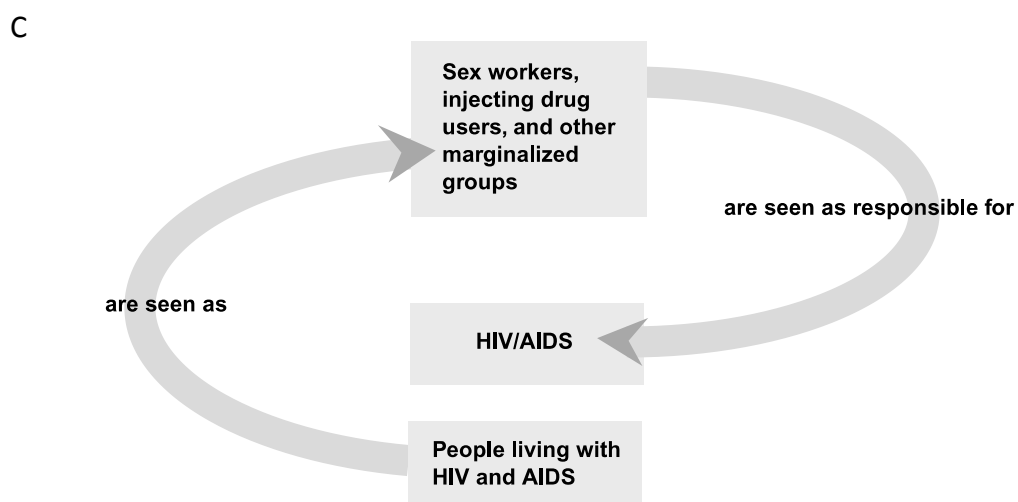 C
Sex workers,
injecting drug
users, and other
marginalized
groups
are seen as responsible for
are seen as
HIV/AIDS
People living with
HIV and AIDS